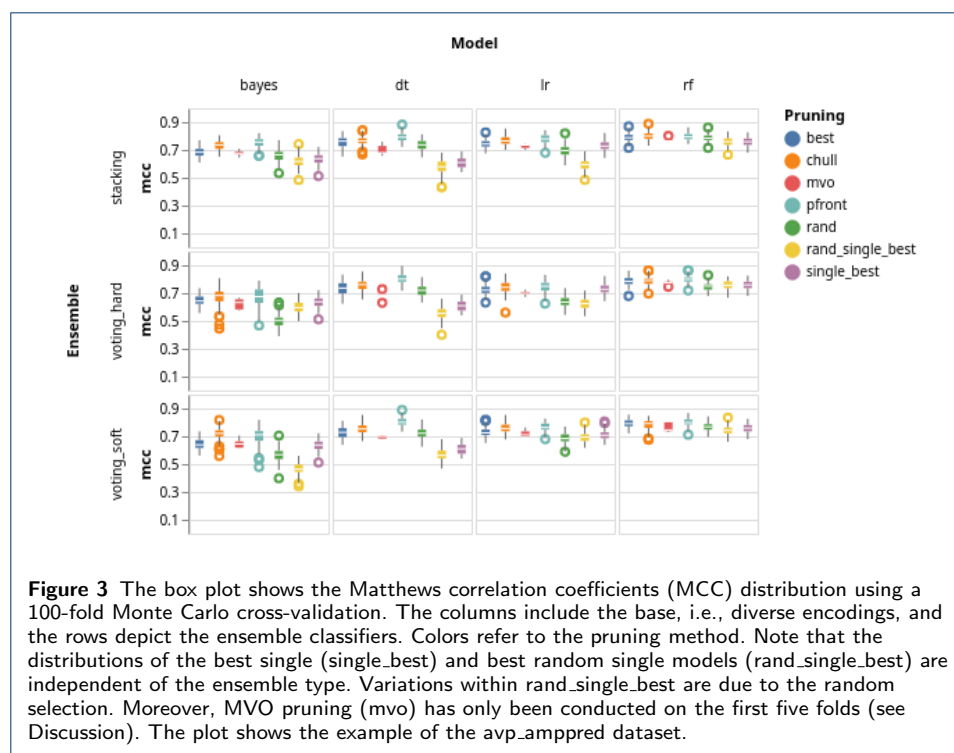 Model
bayes dt lr rf
Pruning
best
chull
mvo
pfront
rand
rand_single_best
single_best
Ensemble
stacking
mcc
0.9
0.7
0.5
0.3
0.1
voting_hard
mcc
0.9
0.7
0.5
0.3
0.1
voting_soft
mcc
0.9
0.7
0.5
0.3
0.1
Figure 3 The box plot shows the Matthews correlation coefficients (MCC) distribution using a
100-fold Monte Carlo cross-validation. The columns include the base, i.e., diverse encodings, and
the rows depict the ensemble classifiers. Colors refer to the pruning method. Note that the
distributions of the best single (single_best) and best random single models (rand_single_best) are
independent of the ensemble type. Variations within rand_single_best are due to the random
selection. Moreover, MVO pruning (mvo) has only been conducted on the first five folds (see
Discussion). The plot shows the example of the avp_amppred dataset.